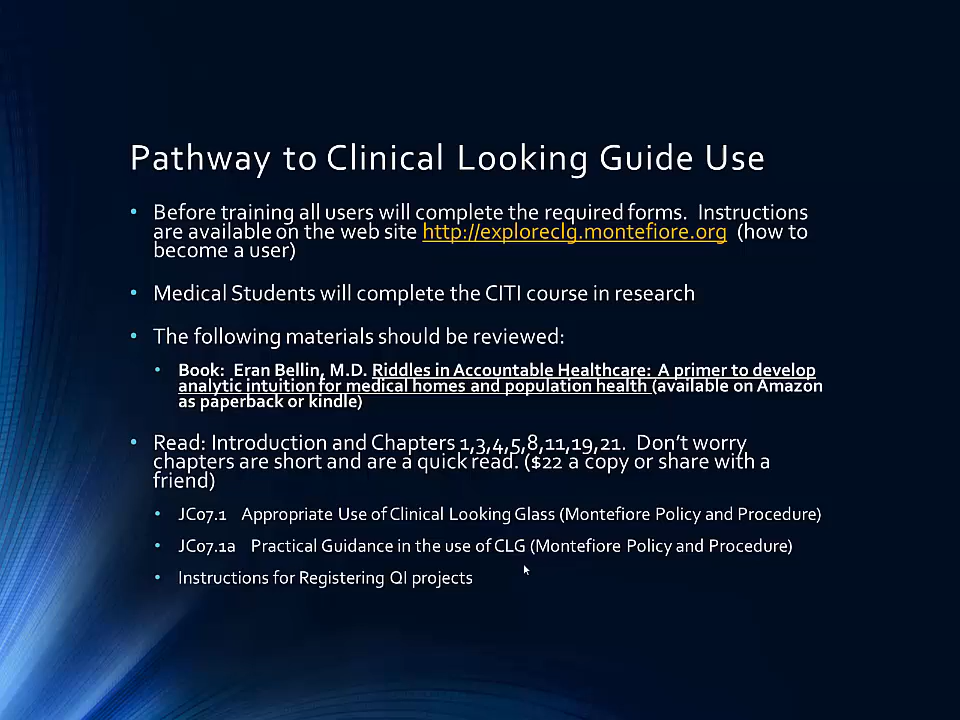 Pathway to Clinical Looking Guide Use
• Before training all users will complete the required forms.  Instructions
are available on the web site http://exploreclg.montefiore.org  (how to
become a user)
• Medical Students will complete the CITI course in research
• The following materials should be reviewed:
• Book:  Eran Bellin, M.D. Riddles in Accountable Healthcare:  A primer to develop
analytic intuition for medical homes and population health (available on Amazon
as paperback or kindle)
• Read: Introduction and Chapters 1,3,4,5,8,11,19,21.  Don't worry
chapters are short and are a quick read. ($22 a copy or share with a
friend)
• JC07.1   Appropriate Use of Clinical Looking Glass (Montefiore Policy and Procedure)
• JC07.1a   Practical Guidance in the use of CLG (Montefiore Policy and Procedure)
• Instructions for Registering QI projects